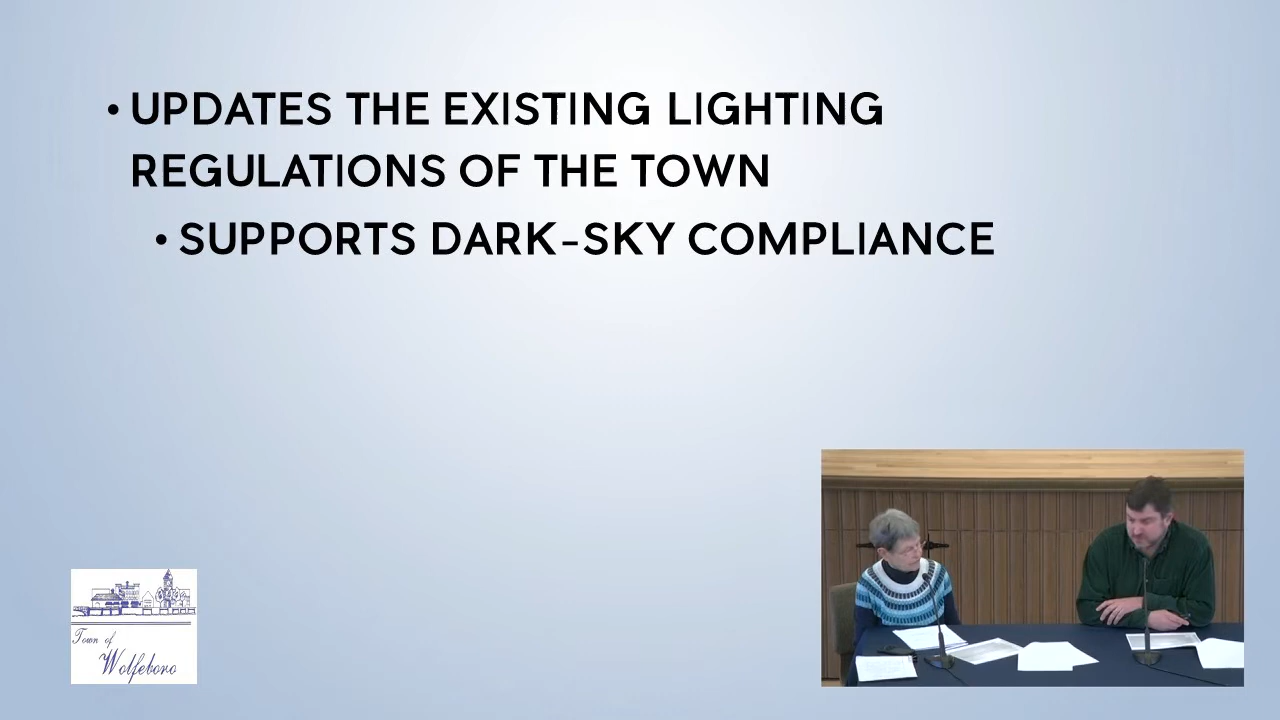 • UPDATES THE EXISTING LIGHTING
REGULATIONS OF THE TOWN
• SUPPORTS DARK-SKY COMPLIANCE
Town of
Wolfeboro